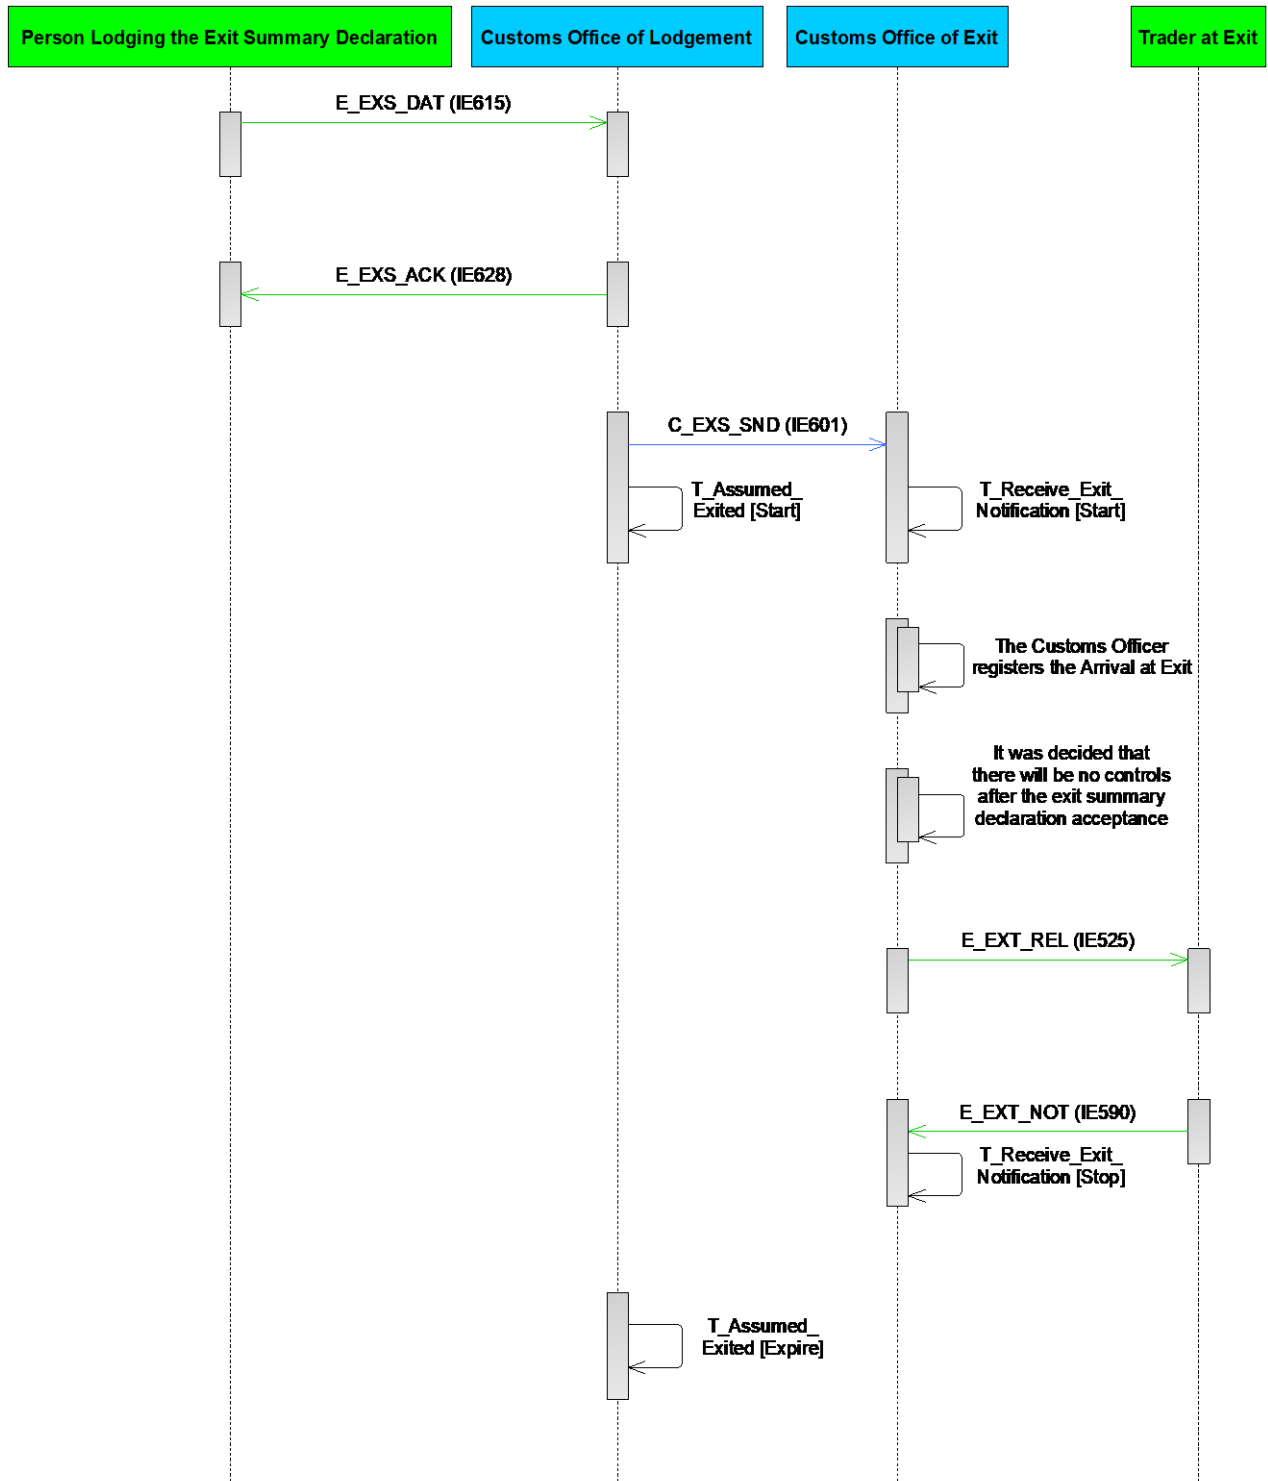 Person Lodging the Exit Summary Declaration
Customs Office of Lodgement
Customs Office of Exit
Trader at Exit
E_EXS_DAT (IE615)
E_EXS_ACK (IE628)
C_EXS_SND (IE601)
T_Assumed_
Exited [Start]
T_Receive_Exit_
Notification [Start]
The Customs Officer
registers the Arrival at Exit
It was decided that
there will be no controls
after the exit summary
declaration acceptance
E_EXT_REL (IE525)
E_EXT_NOT (IE590)
T_Receive_Exit_
Notification [Stop]
T_Assumed_
Exited [Expire]